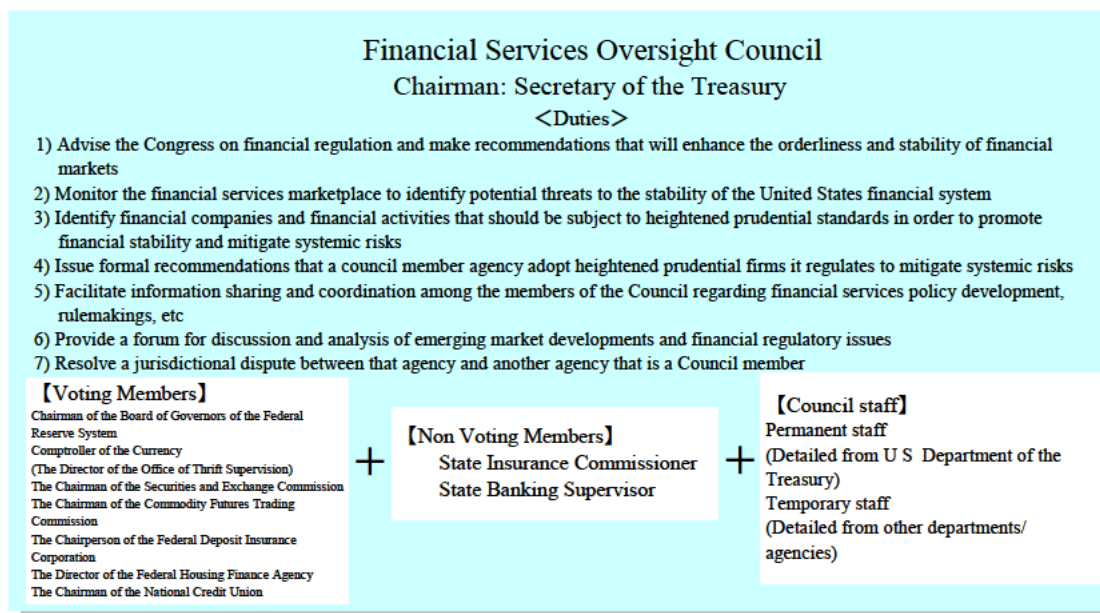 Financial Services Oversight Council
Chairman: Secretary of the Treasury
<Duties>
1) Advise the Congress on financial regulation and make recommendations that will enhance the orderliness and stability of financial
markets
2) Monitor the financial services marketplace to identify potential threats to the stability of the United States financial system
3) Identify financial companies and financial activities that should be subject to heightened prudential standards in order to promote
financial stability and mitigate systemic risks
4) Issue formal recommendations that a council member agency adopt heightened prudential firms it regulates to mitigate systemic risks
5) Facilitate information sharing and coordination among the members of the Council regarding financial services policy development,
rulemakings, etc
6) Provide a forum for discussion and analysis of emerging market developments and financial regulatory issues
7) Resolve a jurisdictional dispute between that agency and another agency that is a Council member
【Voting Members】
Chairman of the Board of Governors of the Federal
Reserve System
Comptroller of the Currency
(The Director of the Office of Thrift Supervision)
The Chairman of the Securities and Exchange Commission
The Chairman of the Commodity Futures Trading
Commission
The Chairperson of the Federal Deposit Insurance
Corporation
The Director of the Federal Housing Finance Agency
The Chairman of the National Credit Union
+
【Non Voting Members】
State Insurance Commissioner
State Banking Supervisor
+
【Council staff】
Permanent staff
(Detailed from U S Department of the
Treasury)
Temporary staff
(Detailed from other departments/
agencies)